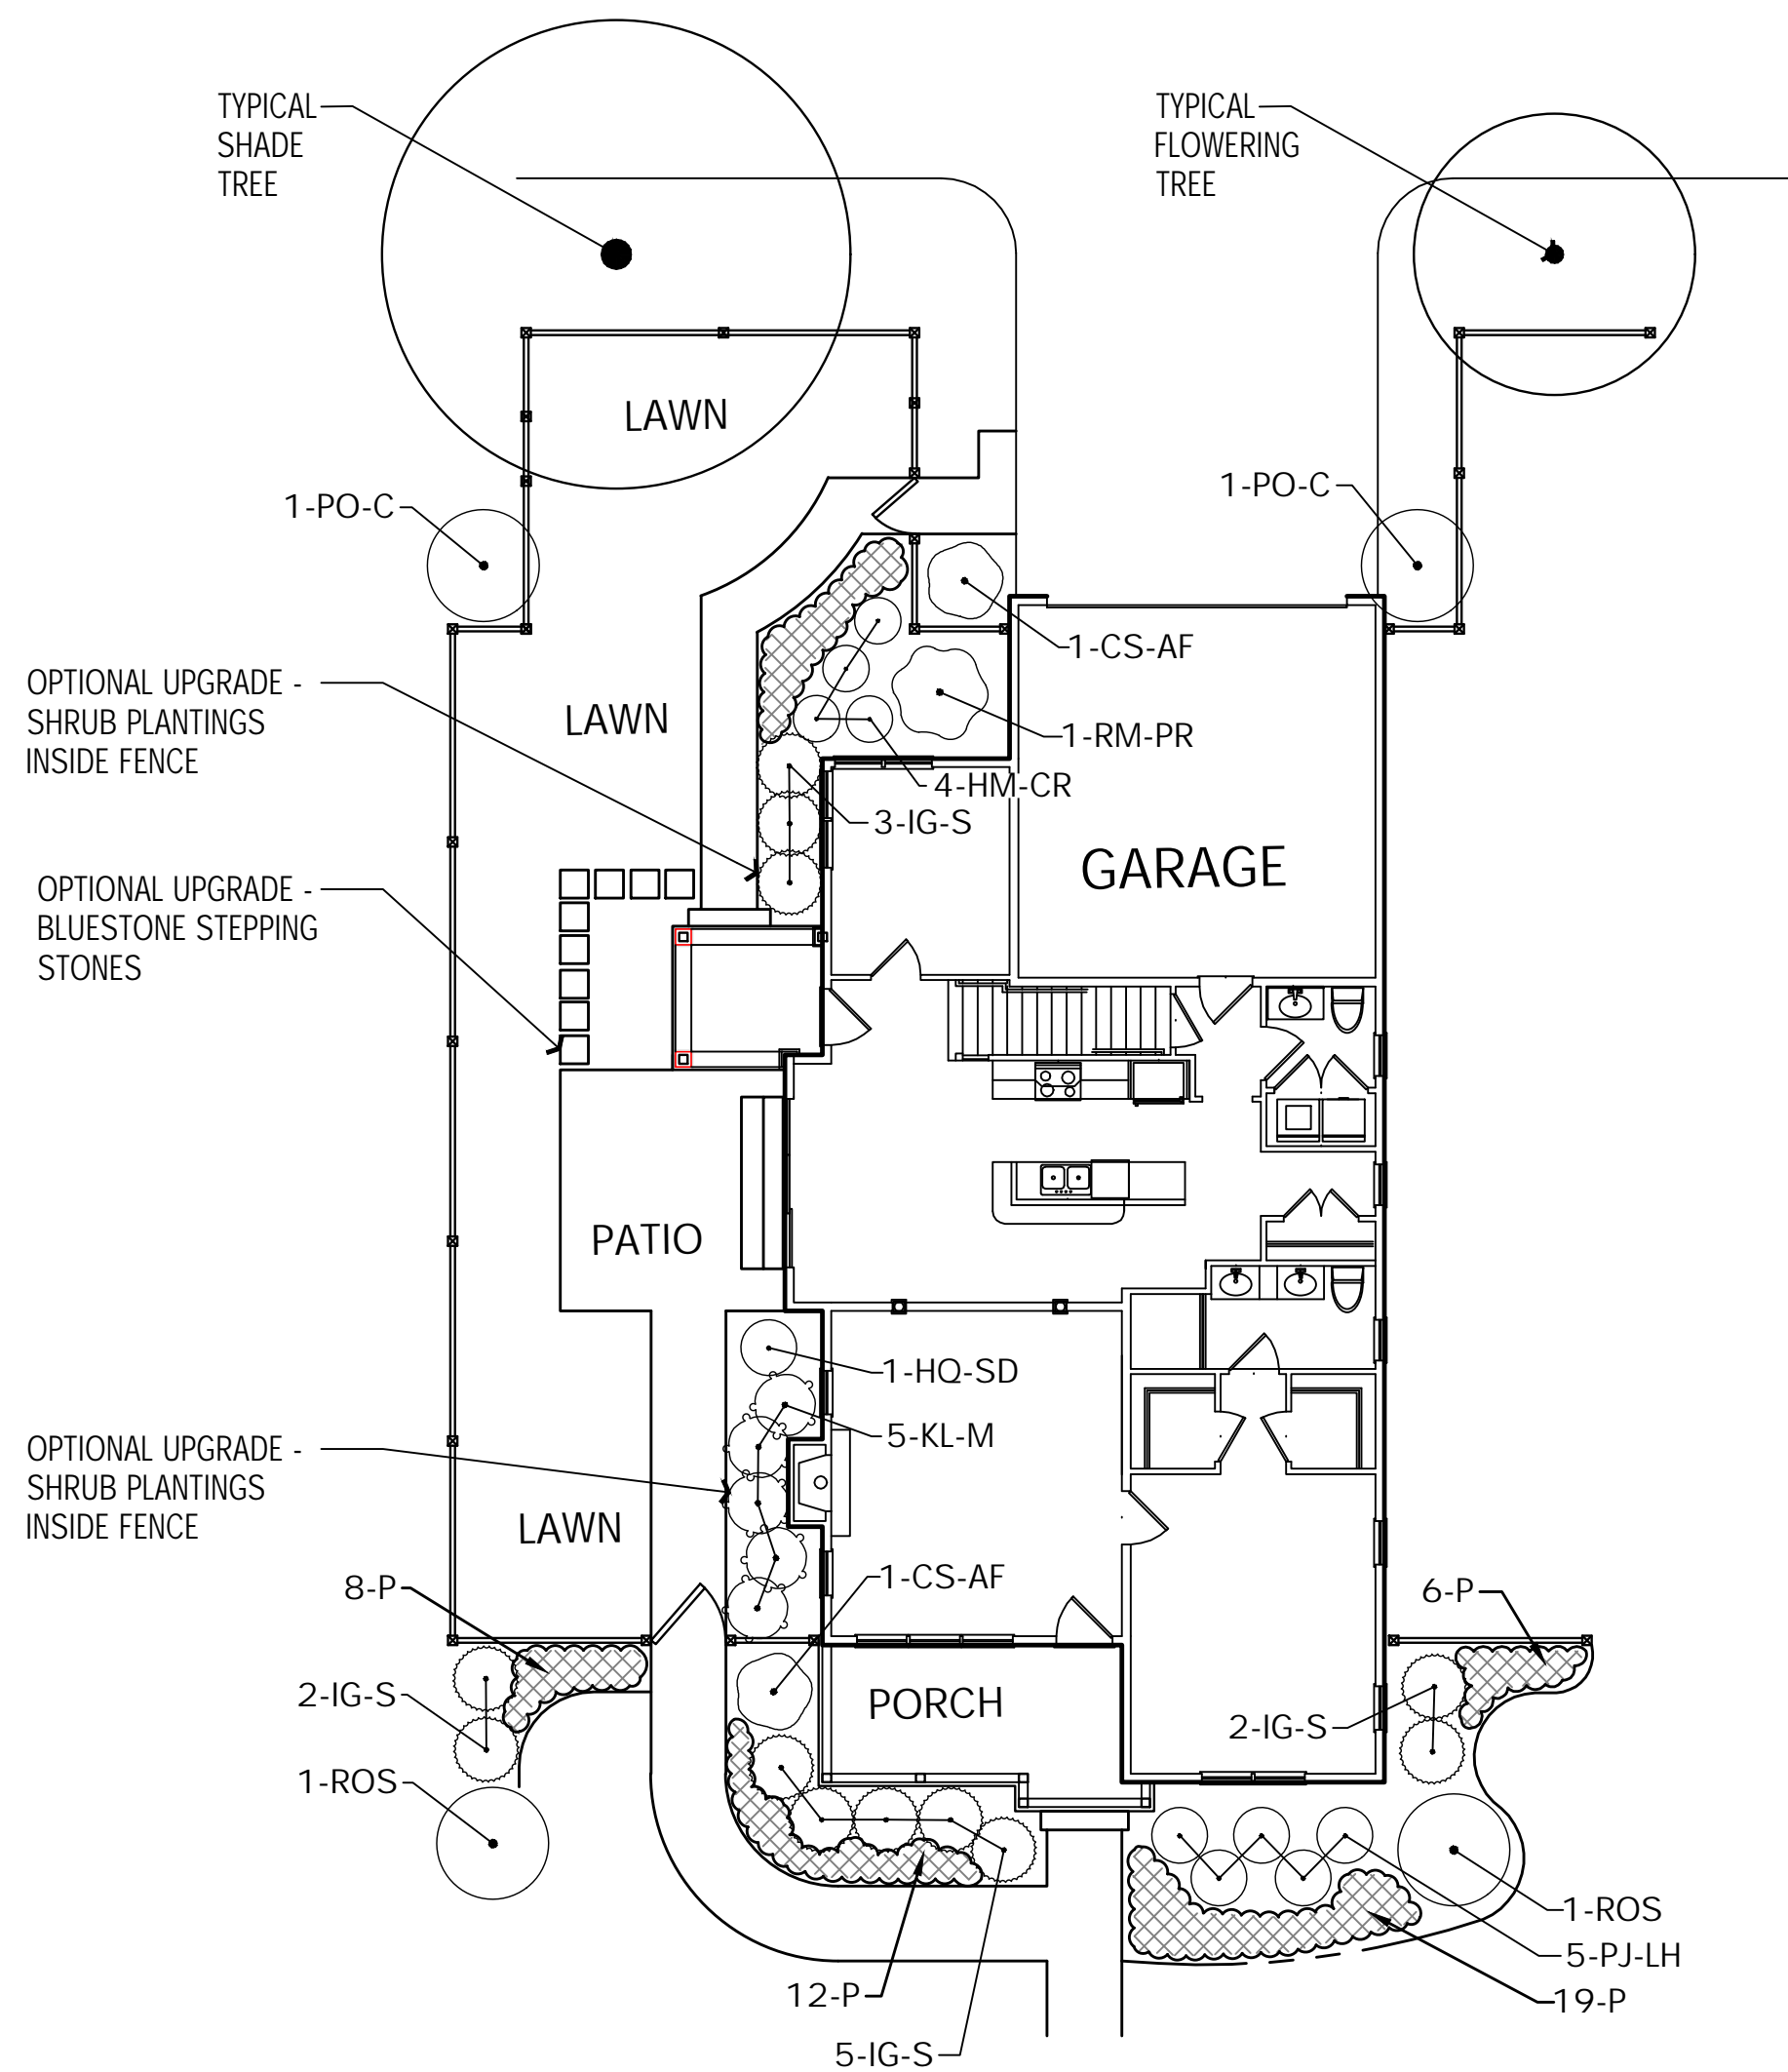 TYPICAL
SHADE
TREE
TYPICAL
FLOWERING
TREE
LAWN
1-PO-C
1-PO-C
1-CS-AF
OPTIONAL UPGRADE -
SHRUB PLANTINGS
INSIDE FENCE
LAWN
1-RM-PR
4-HM-CR
3-IG-S
GARAGE
OPTIONAL UPGRADE -
BLUESTONE STEPPING
STONES
PATIO
1-HQ-SD
5-KL-M
OPTIONAL UPGRADE -
SHRUB PLANTINGS
INSIDE FENCE
LAWN
1-CS-AF
8-P
6-P
2-IG-S
PORCH
2-IG-S
1-ROS
1-ROS
5-PJ-LH
12-P
19-P
5-IG-S